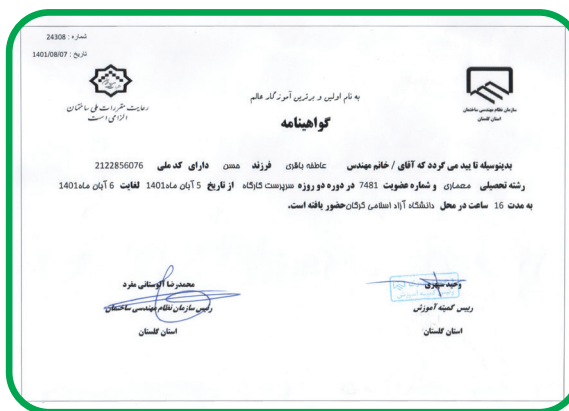 شماره : 24308
تاریخ : 1401/08/07
رعایت مقررات ملی ساختمان
الزامی است
سازمان نظام مهندسی ساختمان
استان گلستان
به نام اولین و برترین آموزگار عالم
گواهینامه
بدینوسیله تا یید می گردد که آقای / خانم مهندس عاطفه باقری فرزند حسن دارای کد ملی 2122856076
رشته تحصیلی معماری و شماره عضویت 7481 در دوره دو روزه سرپرست کارگاه از تاریخ 5 آبان ماه1401 لغایت 6 آبان ماه1401
به مدت 16 ساعت در محل دانشگاه آزاد اسلامی گرگان حضور یافته است.
وحید سپهری
رییس کمیته آموزش
استان گلستان
محمدرضا آلوستانی مفرد
رئیس سازمان نظام مهندسی ساختمان
استان گلستان